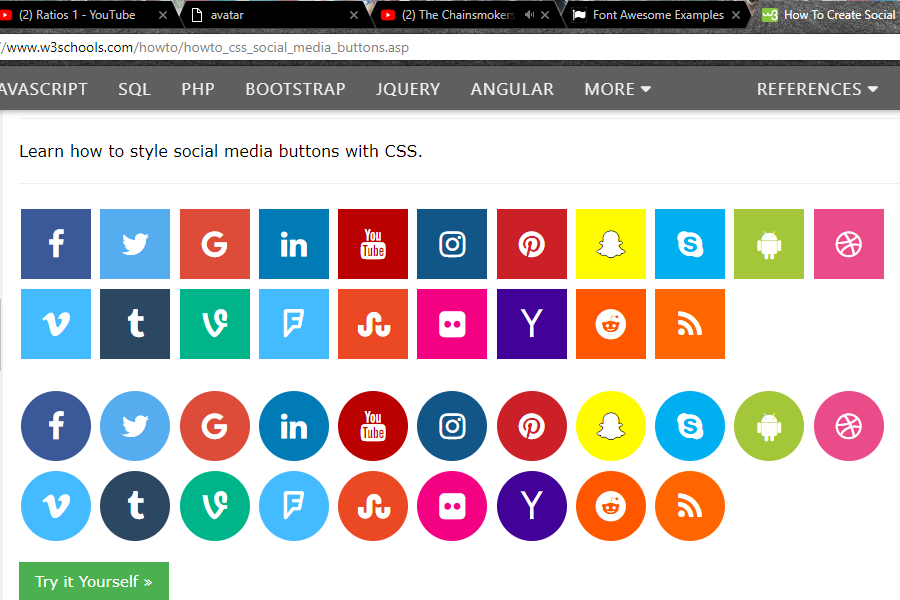 (2) Ratios 1 - YouTube
avatar
(2) The Chainsmokers
Font Awesome Examples
How To Create Social
/www.w3schools.com/howto/howto_css_social_media_buttons.asp
AVASCRIPT SQL PHP BOOTSTRAP JQUERY ANGULAR MORE REFERENCES
Learn how to style social media buttons with CSS.
f G in You Tube S
t Y
f G in You Tube S
t Y
Try it Yourself »